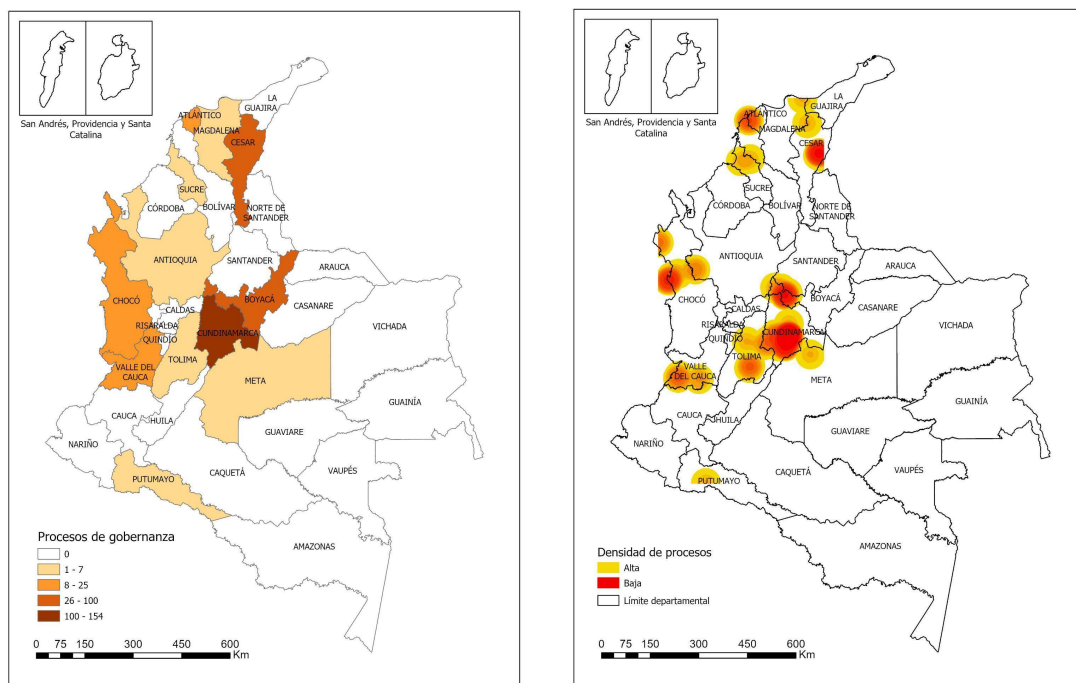 San Andrés, Providencia y Santa
Catalina
LA
GUAJIRA
ATLÁNTICO
MAGDALENA
CESAR
SUCRE
CÓRDOBA
BOLÍVAR
NORTE DE
SANTANDER
ANTIOQUIA
SANTANDER
ARAUCA
CHOCÓ
BOYACÁ
CALDAS
CASANARE
RISARALDA
CUNDINAMARCA
VICHADA
QUINDÍO
TOLIMA
VALLE DEL
CAUCA
META
GUAINÍA
CAUCA
HUILA
NARIÑO
GUAVIARE
CAQUETÁ
VAUPÉS
PUTUMAYO
AMAZONAS
Procesos de gobernanza
0
1 - 7
8 - 25
26 - 100
100 - 154
0 75 150 300 450 600
Km
San Andrés, Providencia y Santa
Catalina
LA
GUAJIRA
ATLÁNTICO
MAGDALENA
CESAR
SUCRE
CÓRDOBA
BOLÍVAR
NORTE DE
SANTANDER
ANTIOQUIA
SANTANDER
ARAUCA
CHOCÓ
BOYACÁ
CALDAS
CASANARE
RISARALDA
CUNDINAMARCA
VICHADA
QUINDÍO
TOLIMA
VALLE
DEL CAUCA
META
GUAINÍA
CAUCA
HUILA
NARIÑO
GUAVIARE
CAQUETÁ
VAUPÉS
PUTUMAYO
AMAZONAS
Densidad de procesos
Alta
Baja
Límite departamental
0 75 150 300 450 600
Km